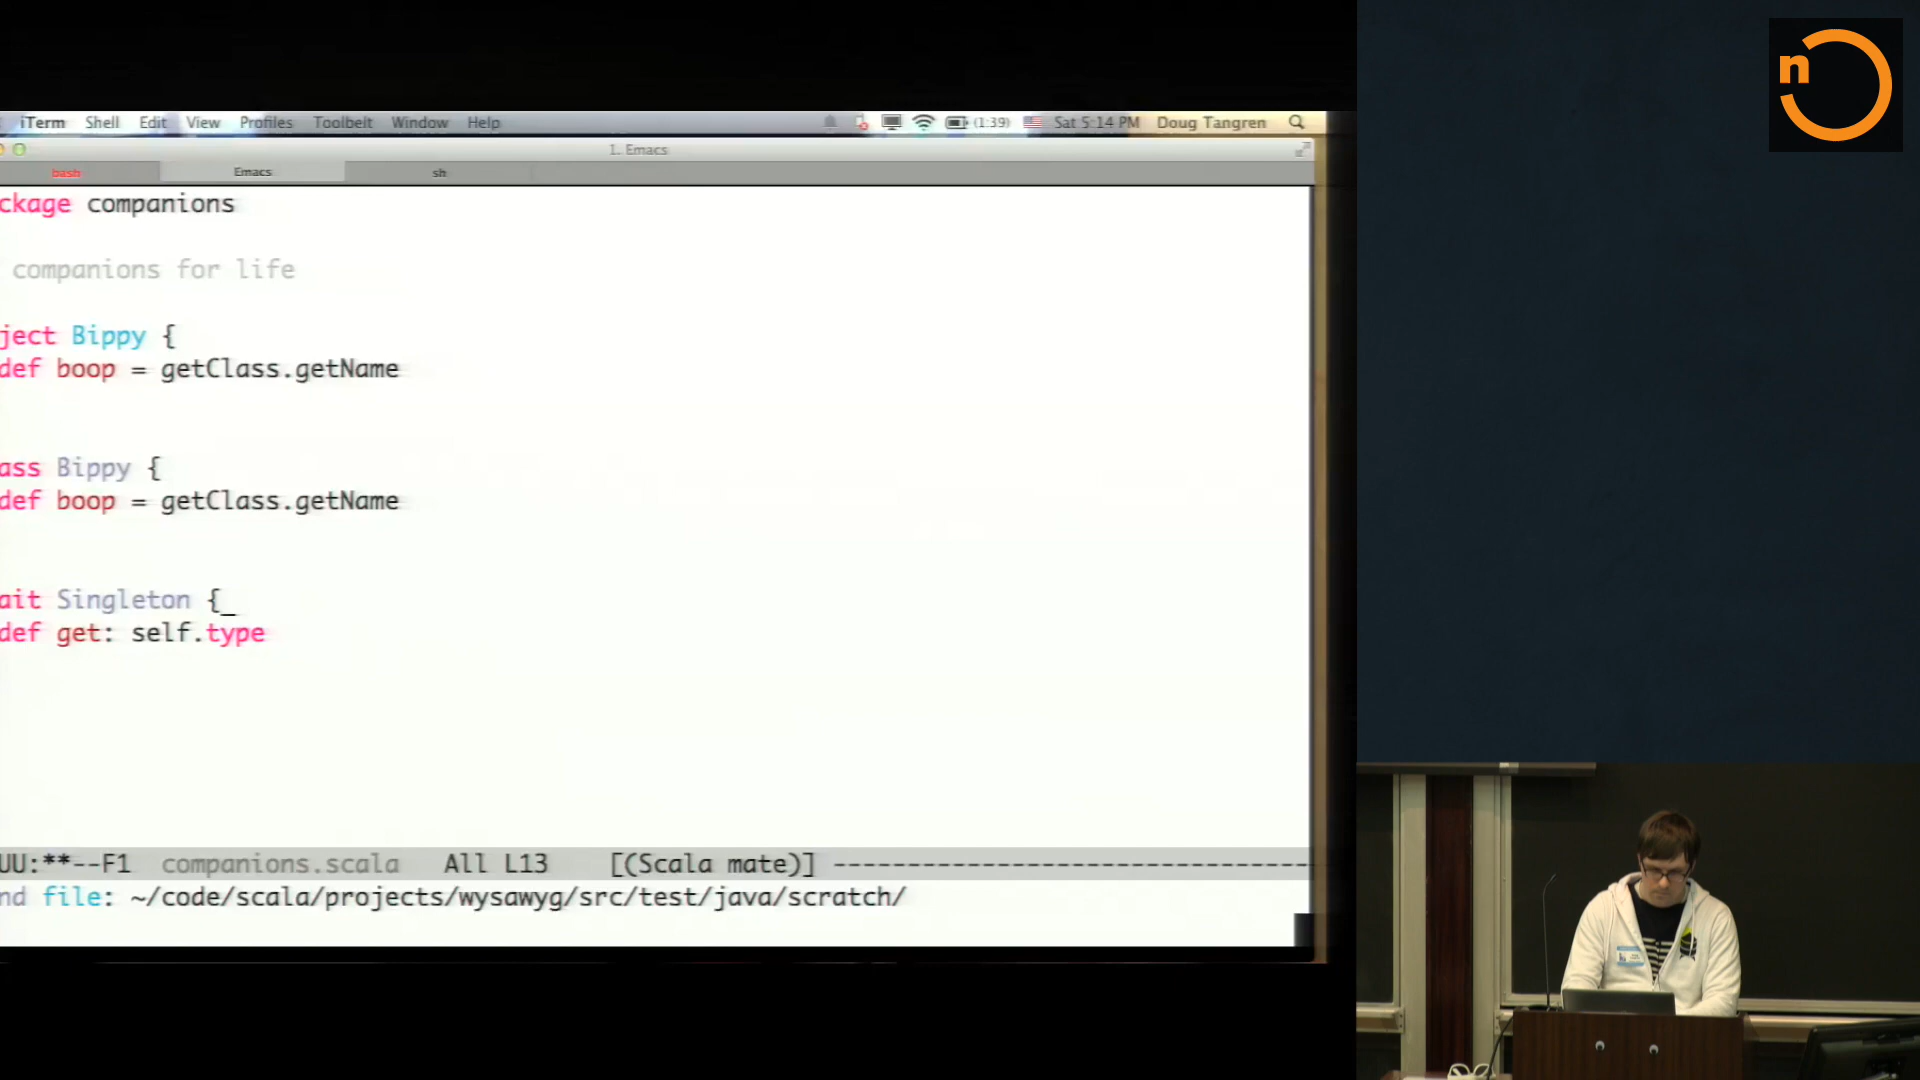 iTerm Shell Edit View Profiles Toolbelt Window Help (1:39) Sat 5:14 PM Doug Tangren
1. Emacs
bash Emacs sh
ckage companions
companions for life
ject Bippy {
def boop = getClass.getName
ass Bippy {
def boop = getClass.getName
ait Singleton {_
def get: self.type
UU:**--F1 companions.scala All L13 [(Scala mate)] --------------------------------
nd file: ~/code/scala/projects/wysawyg/src/test/java/scratch/
n